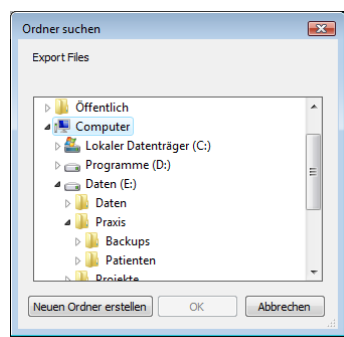 Ordner suchen
Export Files
Öffentlich
Computer
Lokaler Datenträger (C:)
Programme (D:)
Daten (E:)
Daten
Praxis
Backups
Patienten
Projekte
Neuen Ordner erstellen
OK
Abbrechen